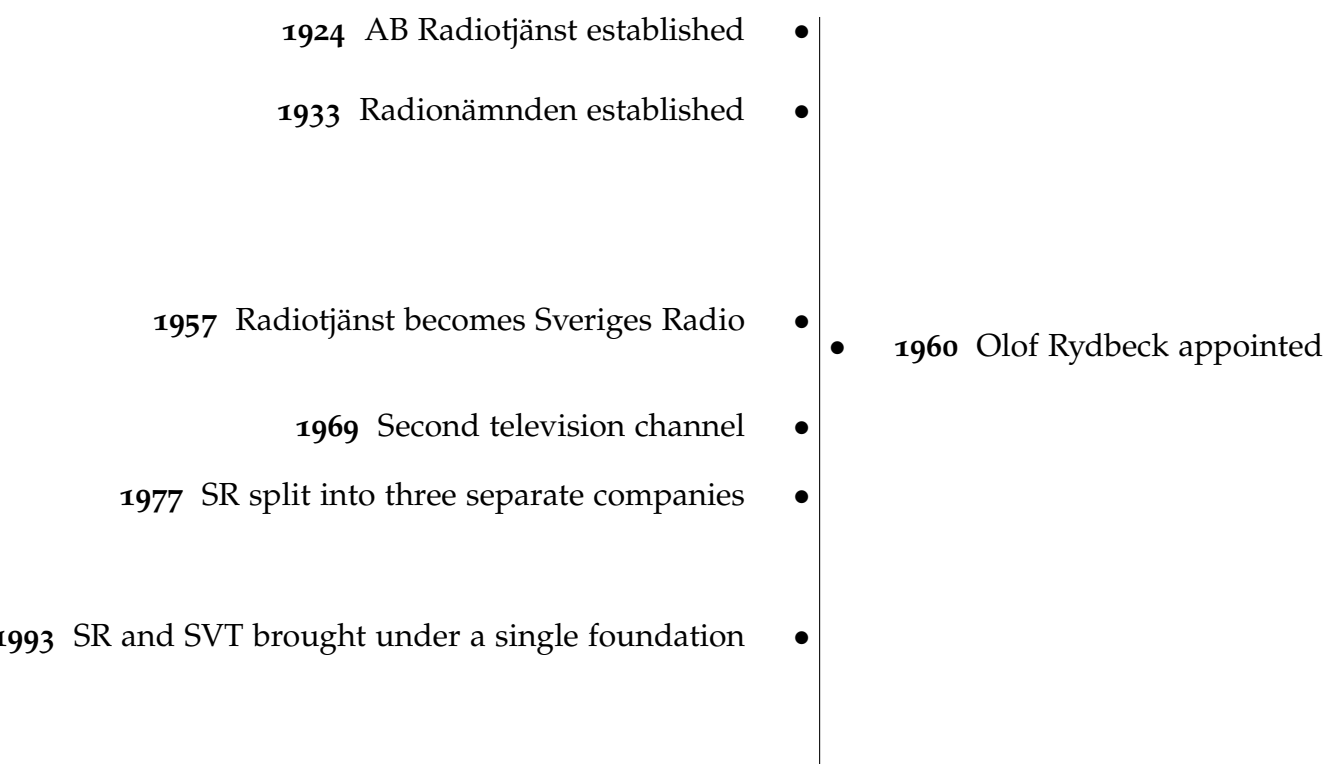 1924 AB Radiotjänst established
1933 Radionämnden established
1957 Radiotjänst becomes Sveriges Radio
1960 Olof Rydbeck appointed
1969 Second television channel
1977 SR split into three separate companies
1993 SR and SVT brought under a single foundation